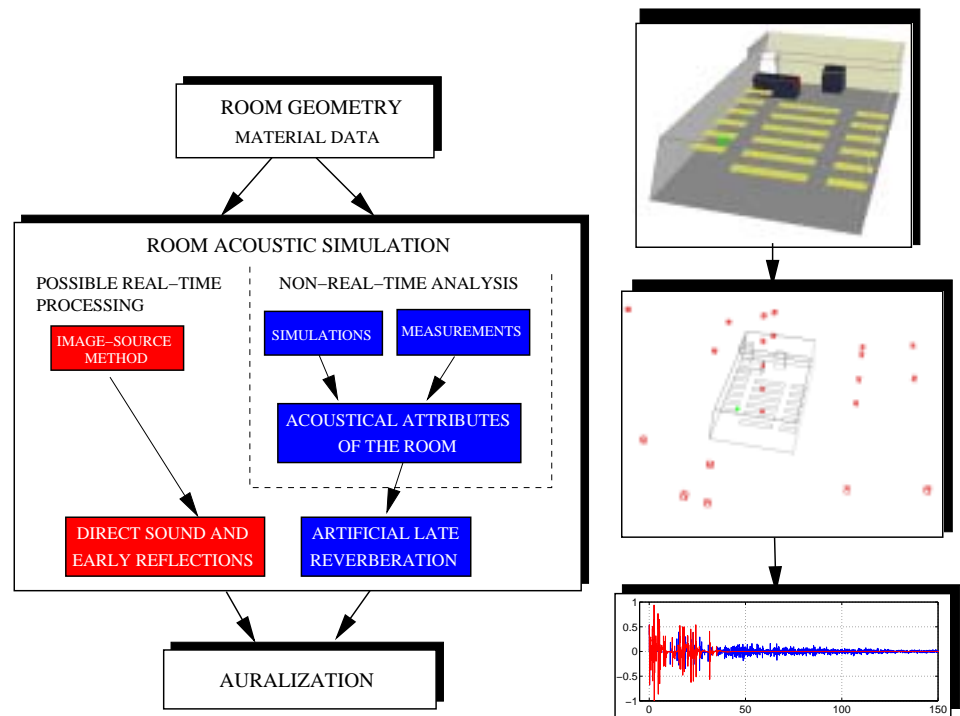 ROOM GEOMETRY
MATERIAL DATA
ROOM ACOUSTIC SIMULATION
POSSIBLE REAL−TIME
PROCESSING
NON−REAL−TIME ANALYSIS
IMAGE−SOURCE
METHOD
SIMULATIONS
MEASUREMENTS
ACOUSTICAL ATTRIBUTES
OF THE ROOM
DIRECT SOUND AND
EARLY REFLECTIONS
ARTIFICIAL LATE
REVERBERATION
AURALIZATION
1
0.5
0
−0.5
−1
0 50 100 150